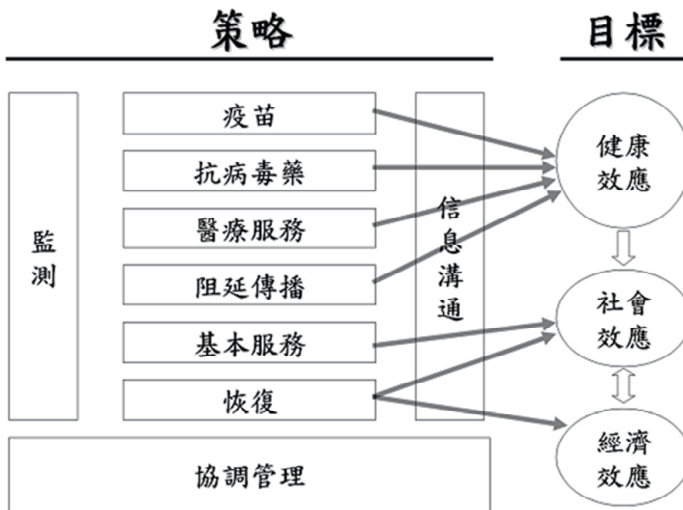 策略
目標
監測
疫苗
抗病毒藥
醫療服務
阻延傳播
基本服務
恢復
信息溝通
協調管理
健康
效應
社會
效應
經濟
效應